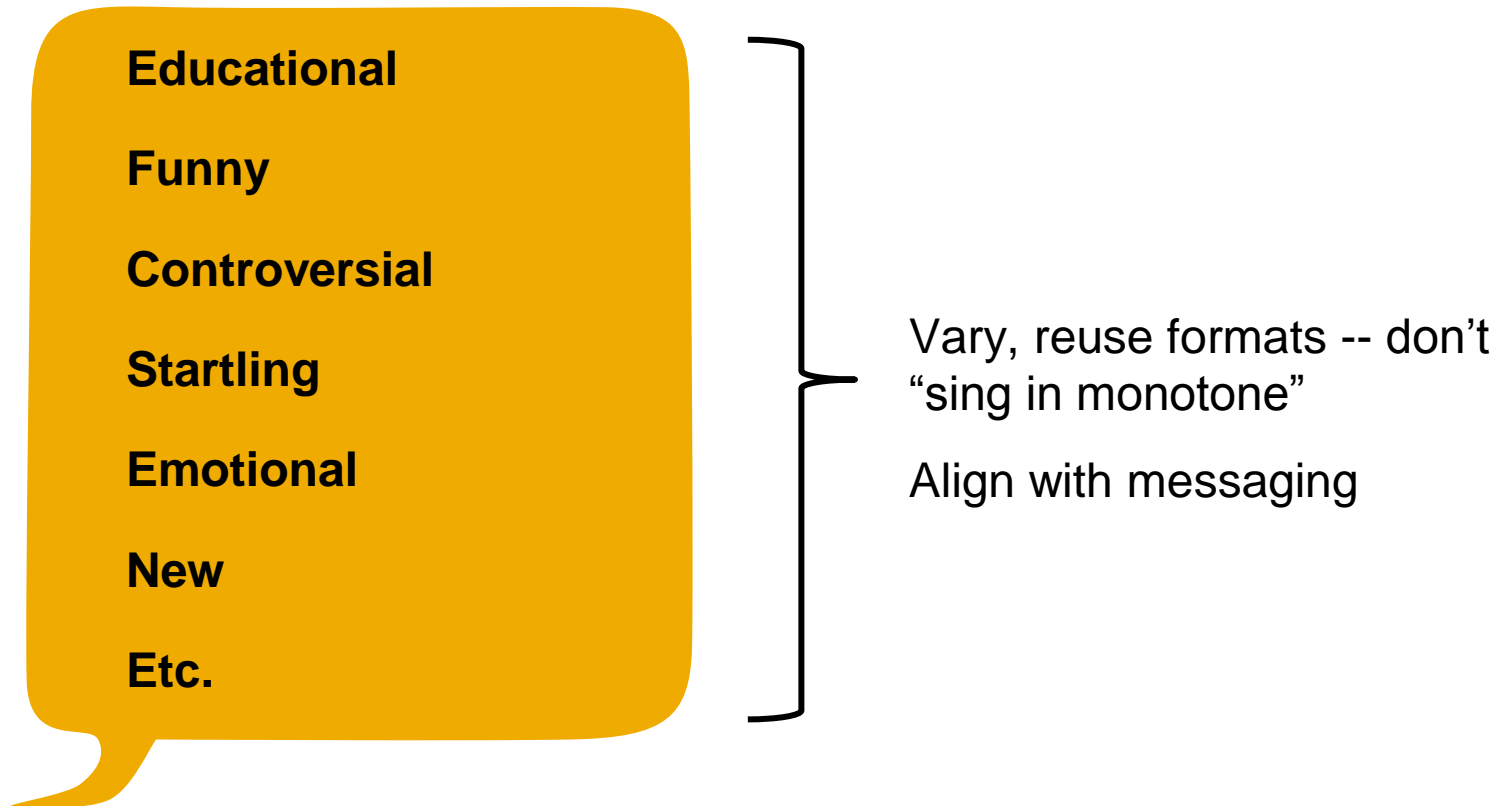 Educational
Funny
Controversial
Startling
Emotional
New
Etc.
Vary, reuse formats -- don’t
“sing in monotone”
Align with messaging